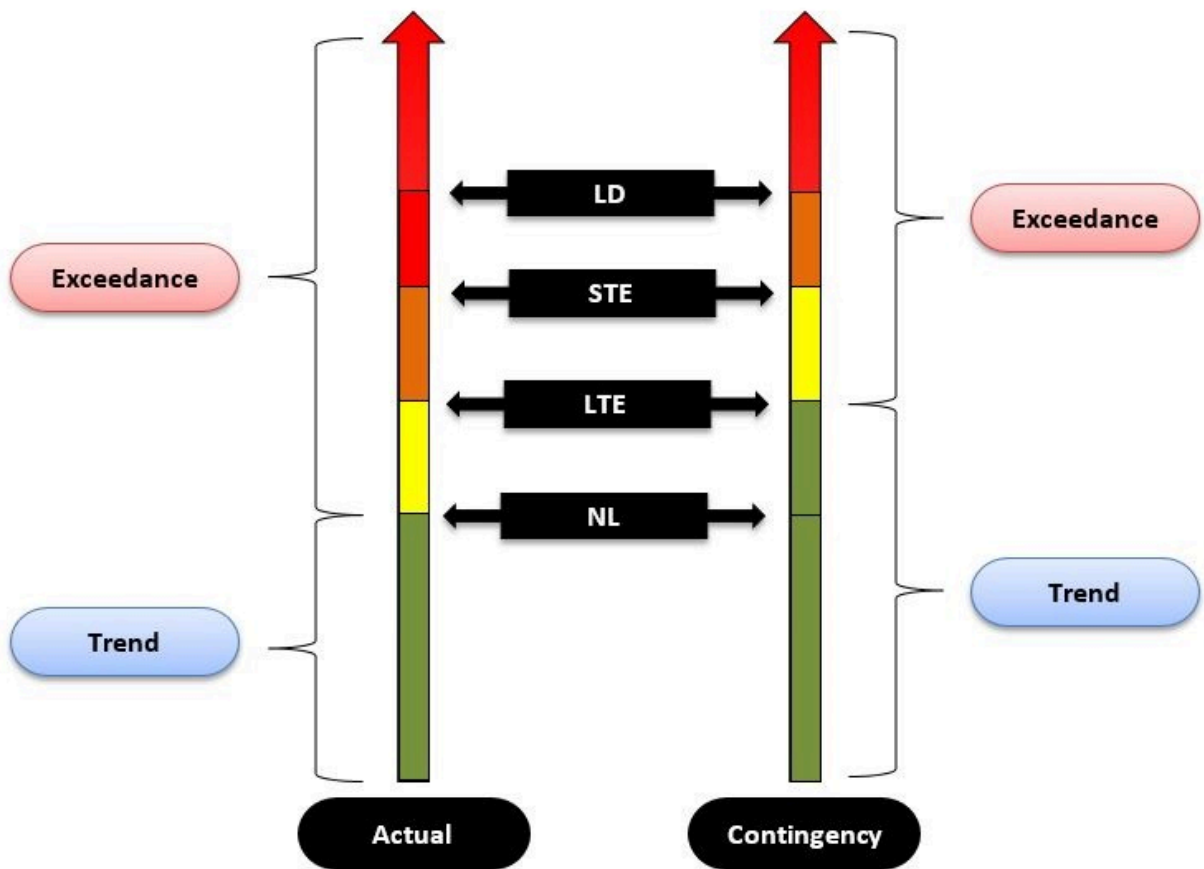 LD
Exceedance
Exceedance
STE
LTE
NL
Trend
Trend
Actual
Contingency